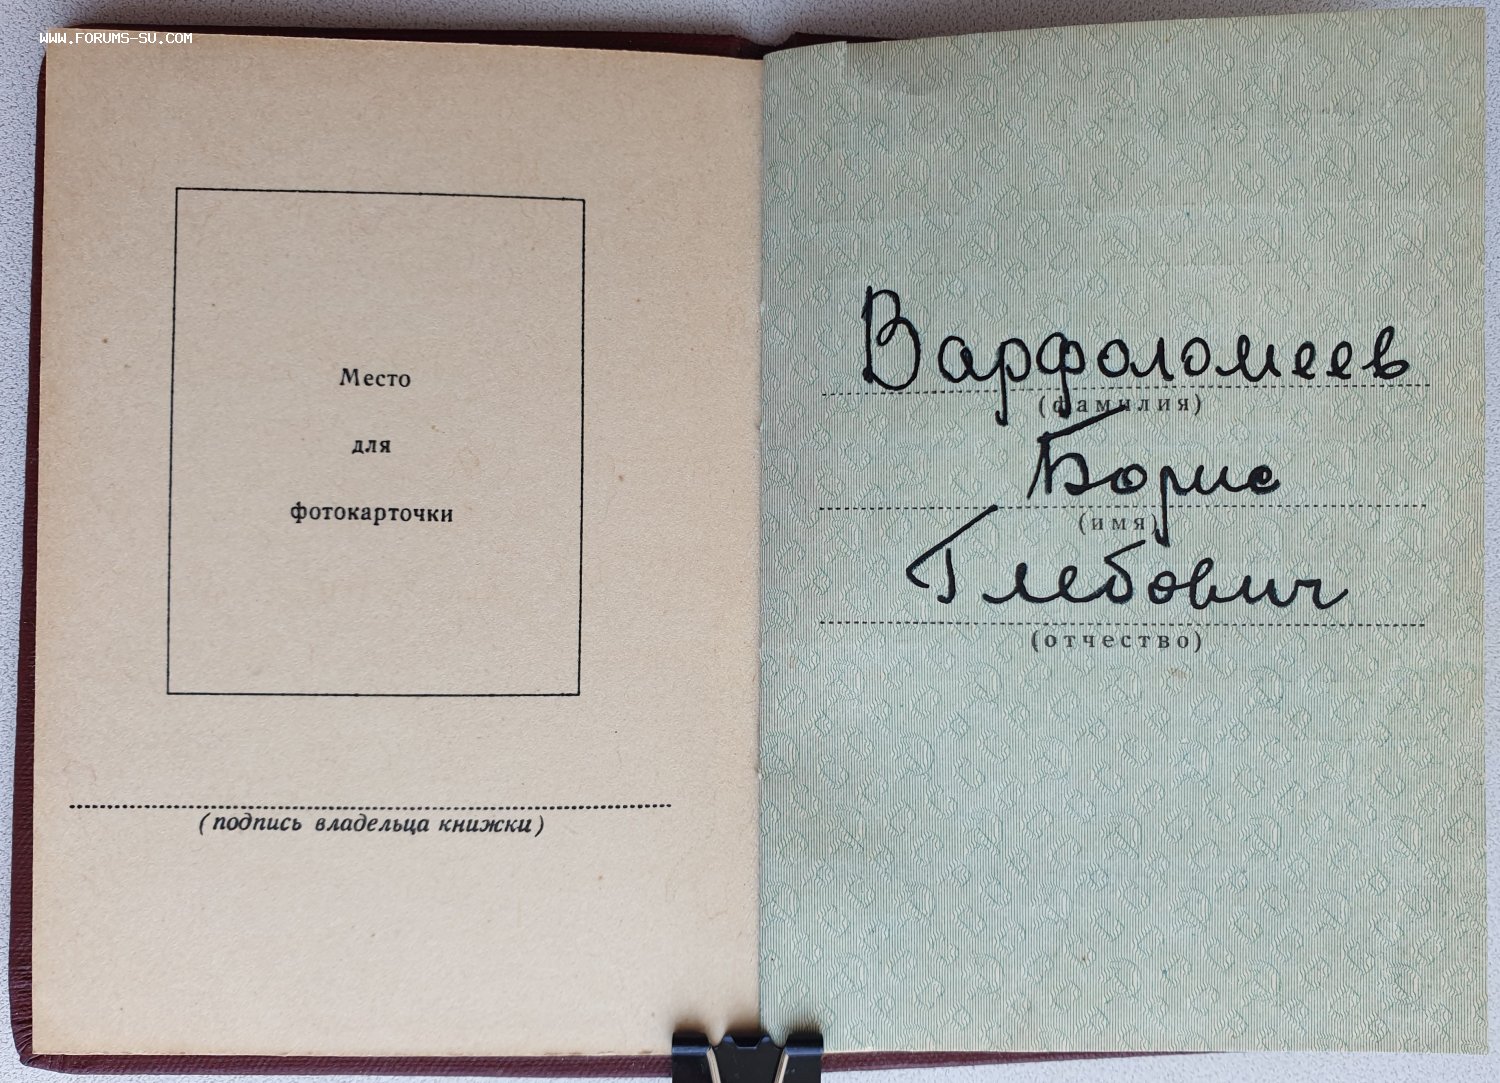 WWW.FORUMS-SU.COM
Место
для
фотокарточки
(подпись владельца книжки)
Варфоломеев
(фамилия)
Борис
(имя)
Глебович
(отчество)